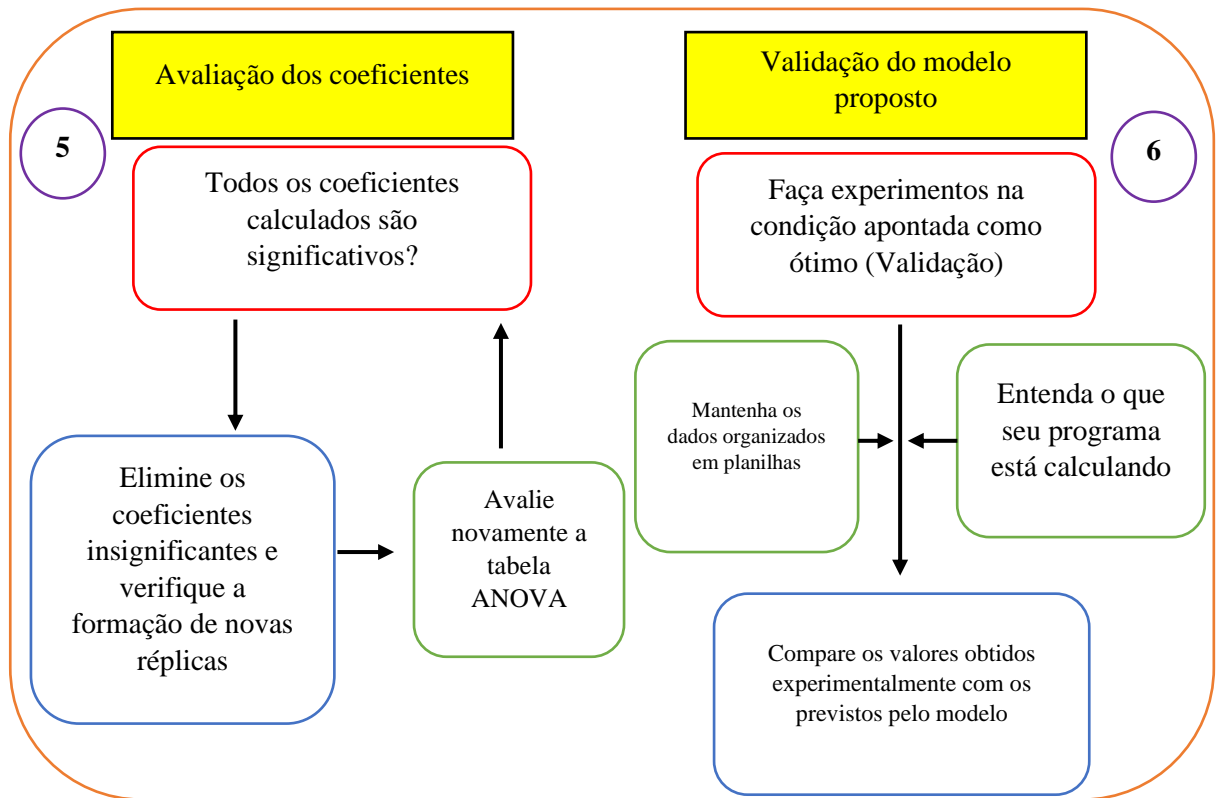 5
Avaliação dos coeficientes
Todos os coeficientes
calculados são
significativos?
Elimine os
coeficientes
insignificantes e
verifique a
formação de novas
réplicas
Avalie
novamente a
tabela
ANOVA
6
Validação do modelo
proposto
Faça experimentos na
condição apontada como
ótimo (Validação)
Mantenha os
dados organizados
em planilhas
Entenda o que
seu programa
está calculando
Compare os valores obtidos
experimentalmente com os
previstos pelo modelo